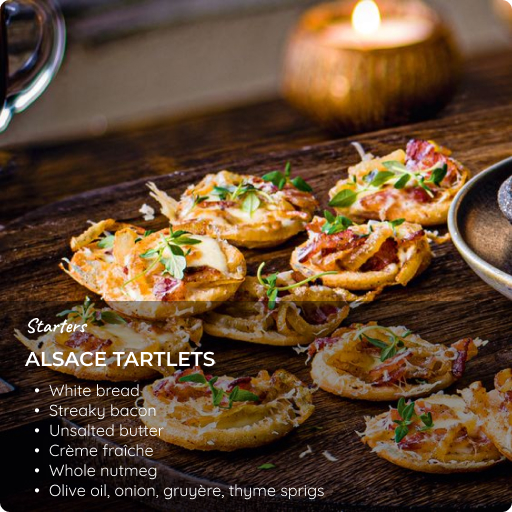 Starters
ALSACE TARTLETS
• White bread
• Streaky bacon
• Unsalted butter
• Crème fraîche
• Whole nutmeg
• Olive oil, onion, gruyère, thyme sprigs